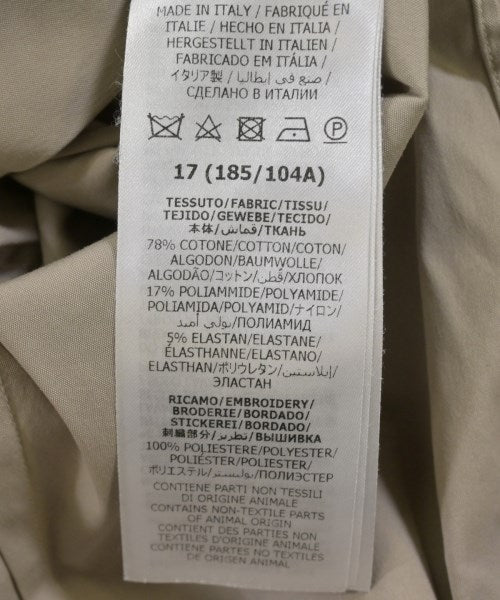 MADE IN ITALY / FABRIQUÉ EN
ITALIE / HECHO EN ITALIA /
HERGESTELLT IN ITALIEN /
FABRICADO EM ITÁLIA /
イタリア製 / صنع في إيطاليا /
СДЕЛАНО В ИТАЛИИ
P
17 (185/104A)
TESSUTO/FABRIC/TISSU/
TEJIDO/GEWEBE/TECIDO/
本体/قماش/ТКАНЬ
78% COTONE/COTTON/COTON/
ALGODON/BAUMWOLLE/
ALGODÃO/コットン/قطن/ХЛОПОК
17% POLIAMMIDE/POLYAMIDE/
POLIAMIDA/POLYAMID/ナイロン/
بولي أميد/ПОЛИАМИД
5% ELASTAN/ELASTANE/
ÉLASTHANNE/ELASTANO/
ELASTHAN/ポリウレタン/إيلاستين/
ЭЛАСТАН
RICAMO/EMBROIDERY/
BRODERIE/BORDADO/
STICKEREI/BORDADO/
刺繍部分/تطريز/ВЫШИВКА
100% POLIESTERE/POLYESTER/
POLIÉSTER/POLYESTER/
ポリエステル/بوليستر/ПОЛИЭСТЕР
CONTIENE PARTI NON TESSILI
DI ORIGINE ANIMALE
CONTAINS NON-TEXTILE PARTS
OF ANIMAL ORIGIN
CONTIENT DES PARTIES NON
TEXTILES D'ORIGINE ANIMALE
CONTIENE PARTES NO TEXTILES
DE ORIGEN ANIMAL